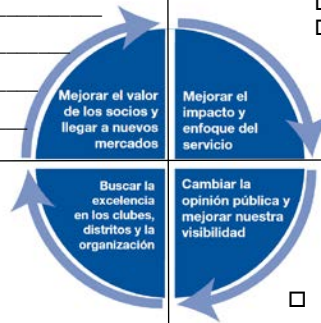 Mejorar el valor
de los socios y
llegar a nuevos
mercados
Mejorar el
impacto y
enfoque del
servicio
Buscar la
excelencia
en los clubes,
distritos y la
organización
Cambiar la
opinión pública y
mejorar nuestra
visibilidad